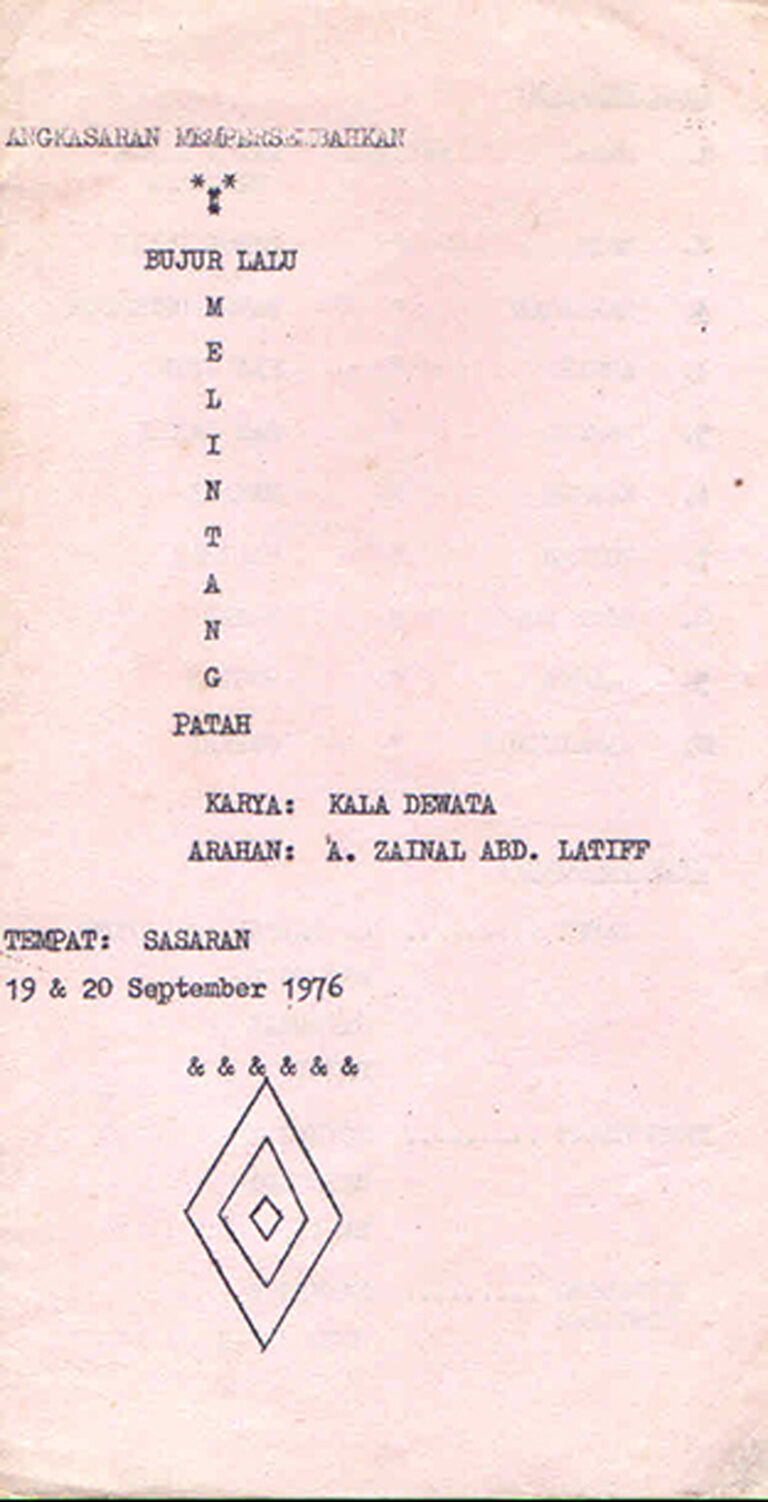 ANGKASARAN MEMPERSEMBAHKAN
* * *
*
BUJUR LALU
M
E
L
I
N
T
A
N
G
PATAH
KARYA: KALA DEWATA
ARAHAN: A. ZAINAL ABD. LATIFF
TEMPAT: SASARAN
19 & 20 September 1976
& & & & & &